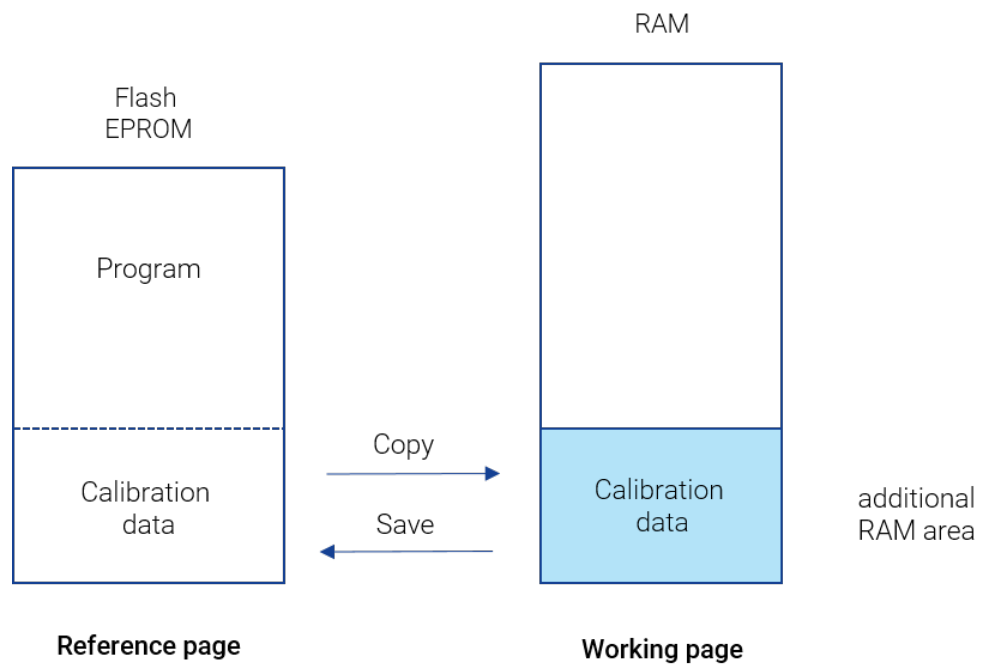 RAM
Flash
EPROM
Program
Copy
Calibration
data
Calibration
data
Save
additional
RAM area
Reference page
Working page